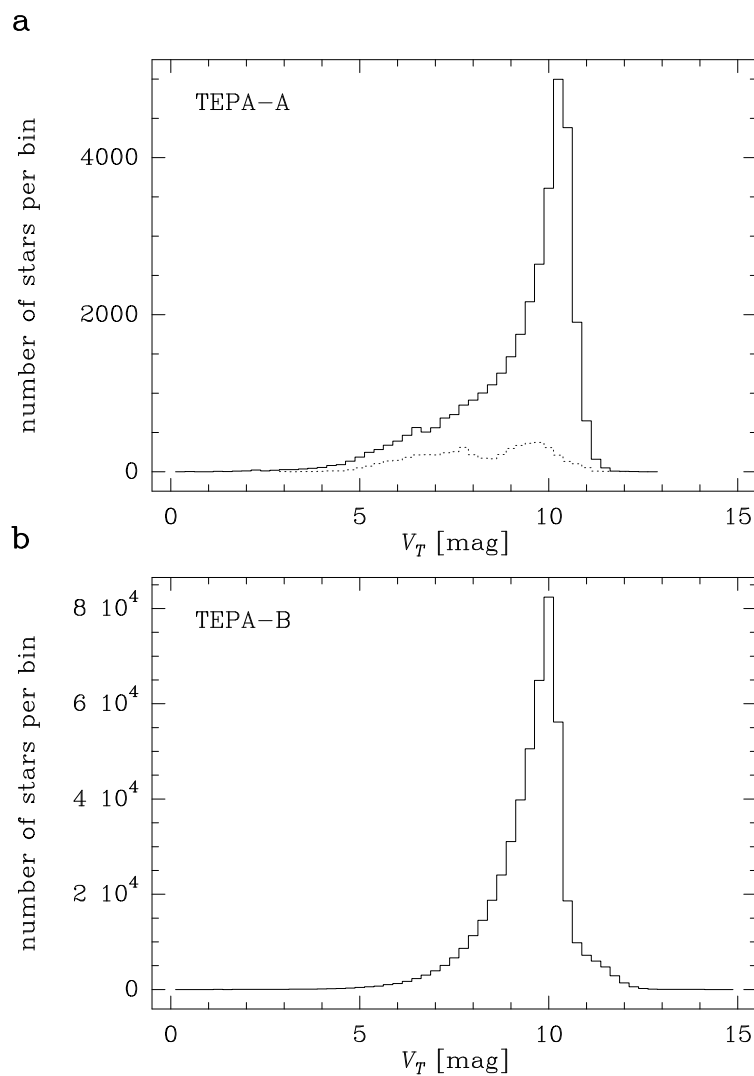 a
TEPA-A
number of stars per bin
4000
2000
0
0 5 10 15
V_T [mag]
b
TEPA-B
number of stars per bin
8 10^4
6 10^4
4 10^4
2 10^4
0
0 5 10 15
V_T [mag]